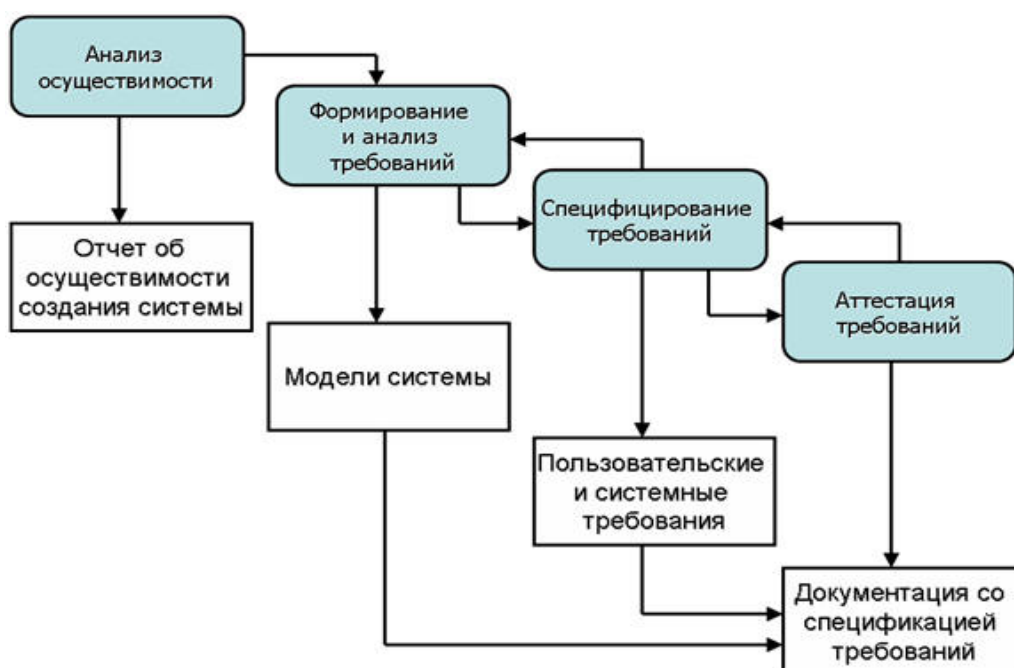 Анализ
осуществимости
Формирование
и анализ
требований
Специфицирование
требований
Отчет об
осуществимости
создания системы
Аттестация
требований
Модели системы
Пользовательские
и системные
требования
Документация со
спецификацией
требований